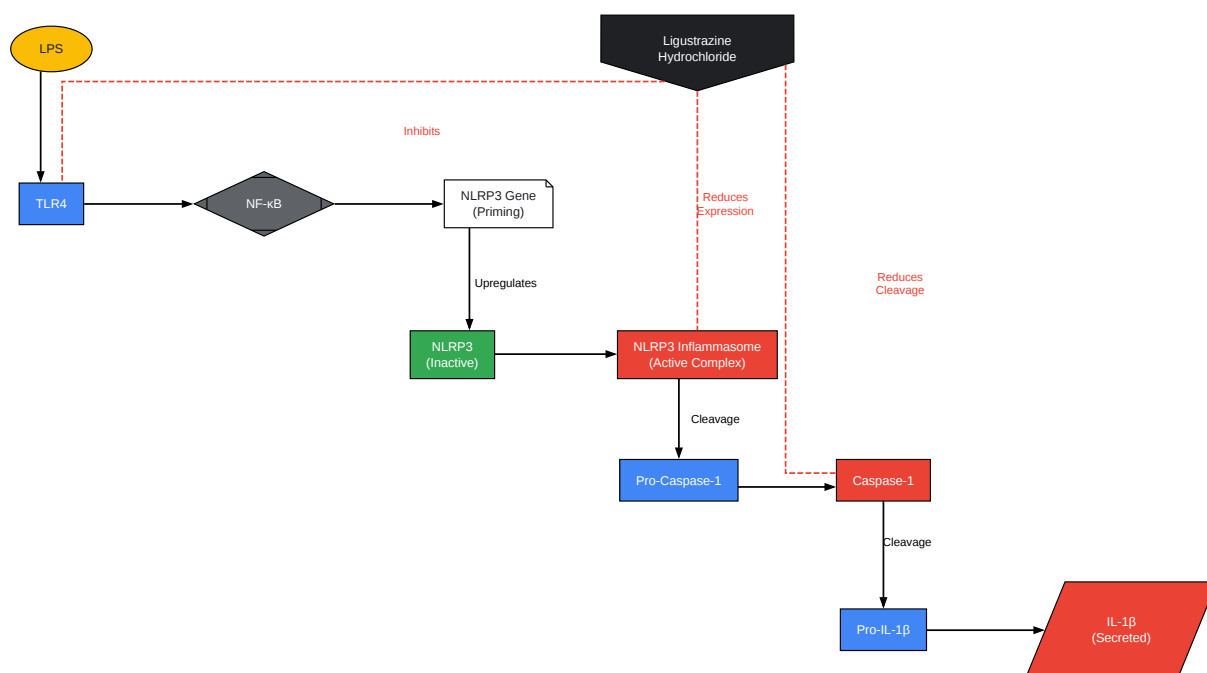 LPS
Ligustrazine
Hydrochloride
Inhibits
TLR4
NF-κB
NLRP3 Gene
(Priming)
Reduces
Expression
Upregulates
Reduces
Cleavage
NLRP3
(Inactive)
NLRP3 Inflammasome
(Active Complex)
Cleavage
Pro-Caspase-1
Caspase-1
Cleavage
Pro-IL-1β
IL-1β
(Secreted)